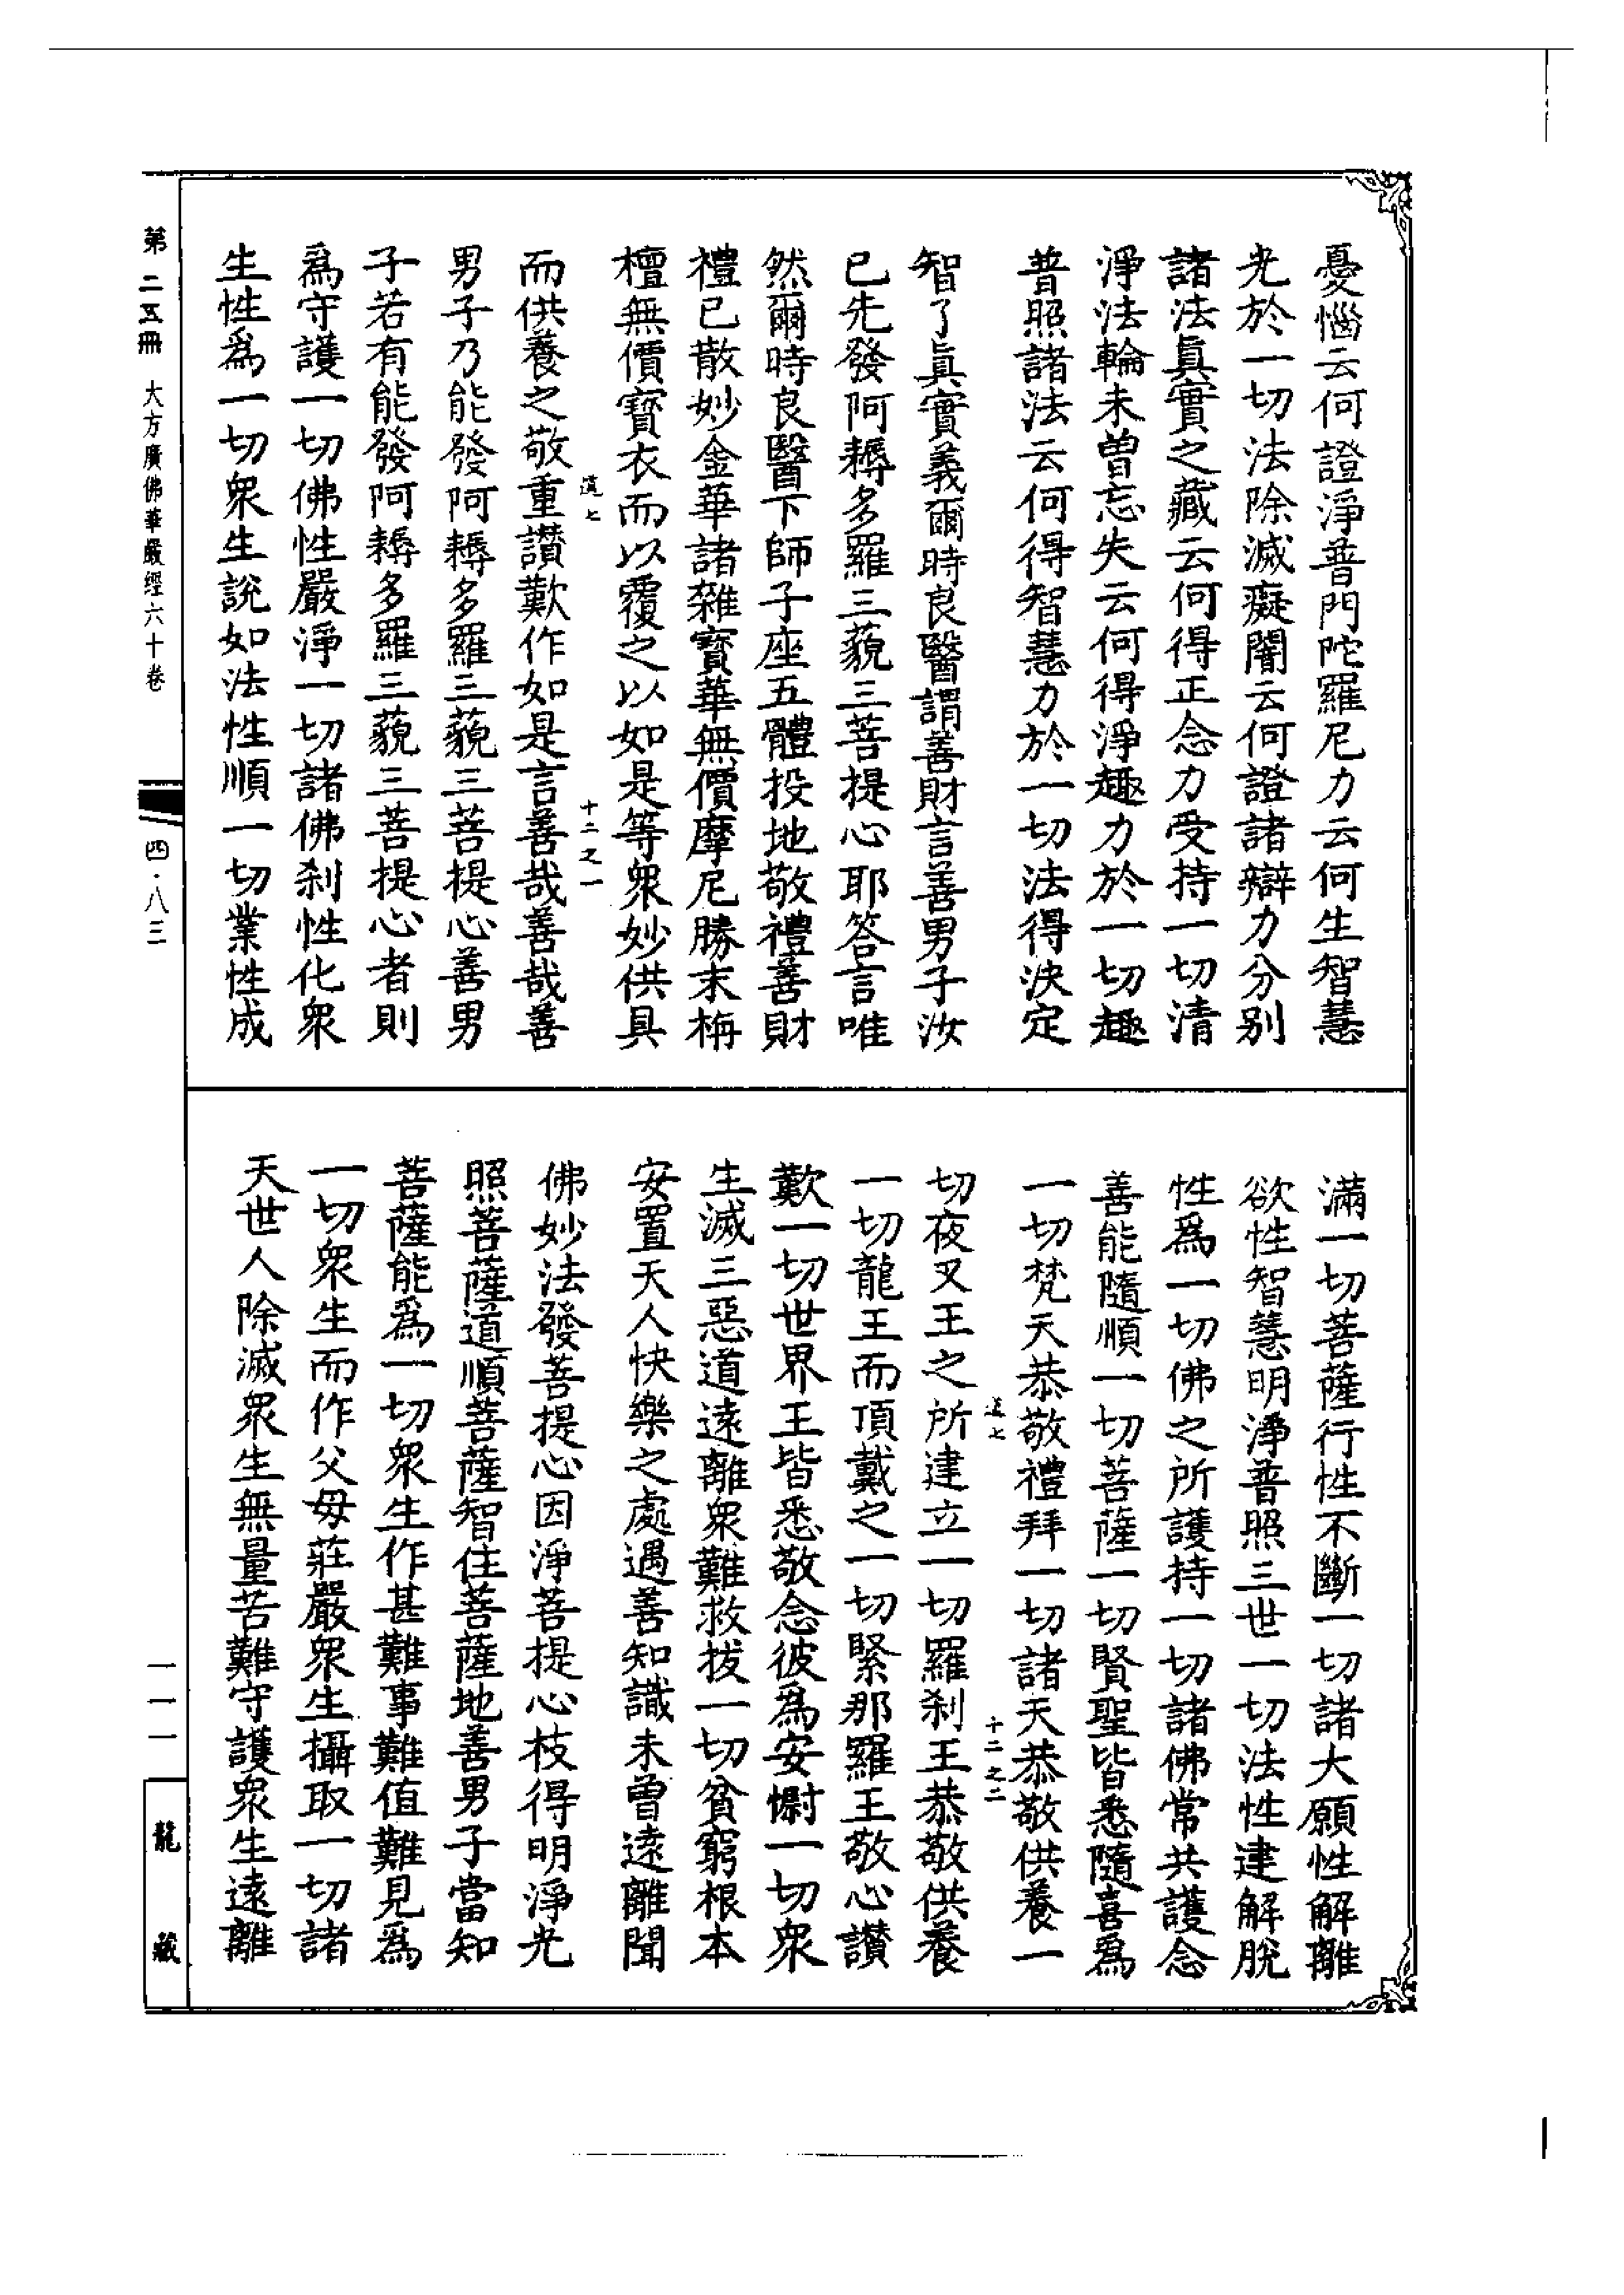 憂惱云何證淨普門陀羅尼力云何生智慧
光於一切法除滅癡闇云何證諸辯力分別
諸法眞實之藏云何得正念力受持一切清
淨法輪未曾忘失云何得淨趣力於一切趣
普照諸法云何得智慧力於一切法得決定
智了眞實義爾時良醫謂善財言善男子汝
已先發阿耨多羅三藐三菩提心耶答言唯
然爾時良醫下師子座五體投地敬禮善財
禮已散妙金華諸雜寶華無價摩尼勝末栴
檀無價寶衣而以覆之以如是等衆妙供具
道七 十二之一
而供養之敬重讚歎作如是言善哉善哉善
男子乃能發阿耨多羅三藐三菩提心善男
子若有能發阿耨多羅三藐三菩提心者則
爲守護一切佛性嚴淨一切諸佛刹性化衆
生性爲一切衆生說如法性順一切業性成
滿一切菩薩行性不斷一切諸大願性解離
欲性智慧明淨普照三世一切法性建解脫
性爲一切佛之所護持一切諸佛常共護念
善能隨順一切菩薩一切賢聖皆悉隨喜爲
一切梵天恭敬禮拜一切諸天恭敬供養一
道七 十二之二
切夜叉王之所建立一切羅刹王恭敬供養
一切龍王而頂戴之一切緊那羅王敬心讚
歎一切世界王皆悉敬念彼爲安慰一切衆
生滅三惡道遠離衆難救拔一切貧窮根本
安置天人快樂之處遇善知識未曾遠離聞
佛妙法發菩提心因淨菩提心枝得明淨光
照菩薩道順菩薩智住菩薩地善男子當知
菩薩能爲一切衆生作甚難事難值難見爲
一切衆生而作父母莊嚴衆生攝取一切諸
天世人除滅衆生無量苦難守護衆生遠離
第二五冊 大方廣佛華嚴經六十卷 四·八三
一一一
龍藏